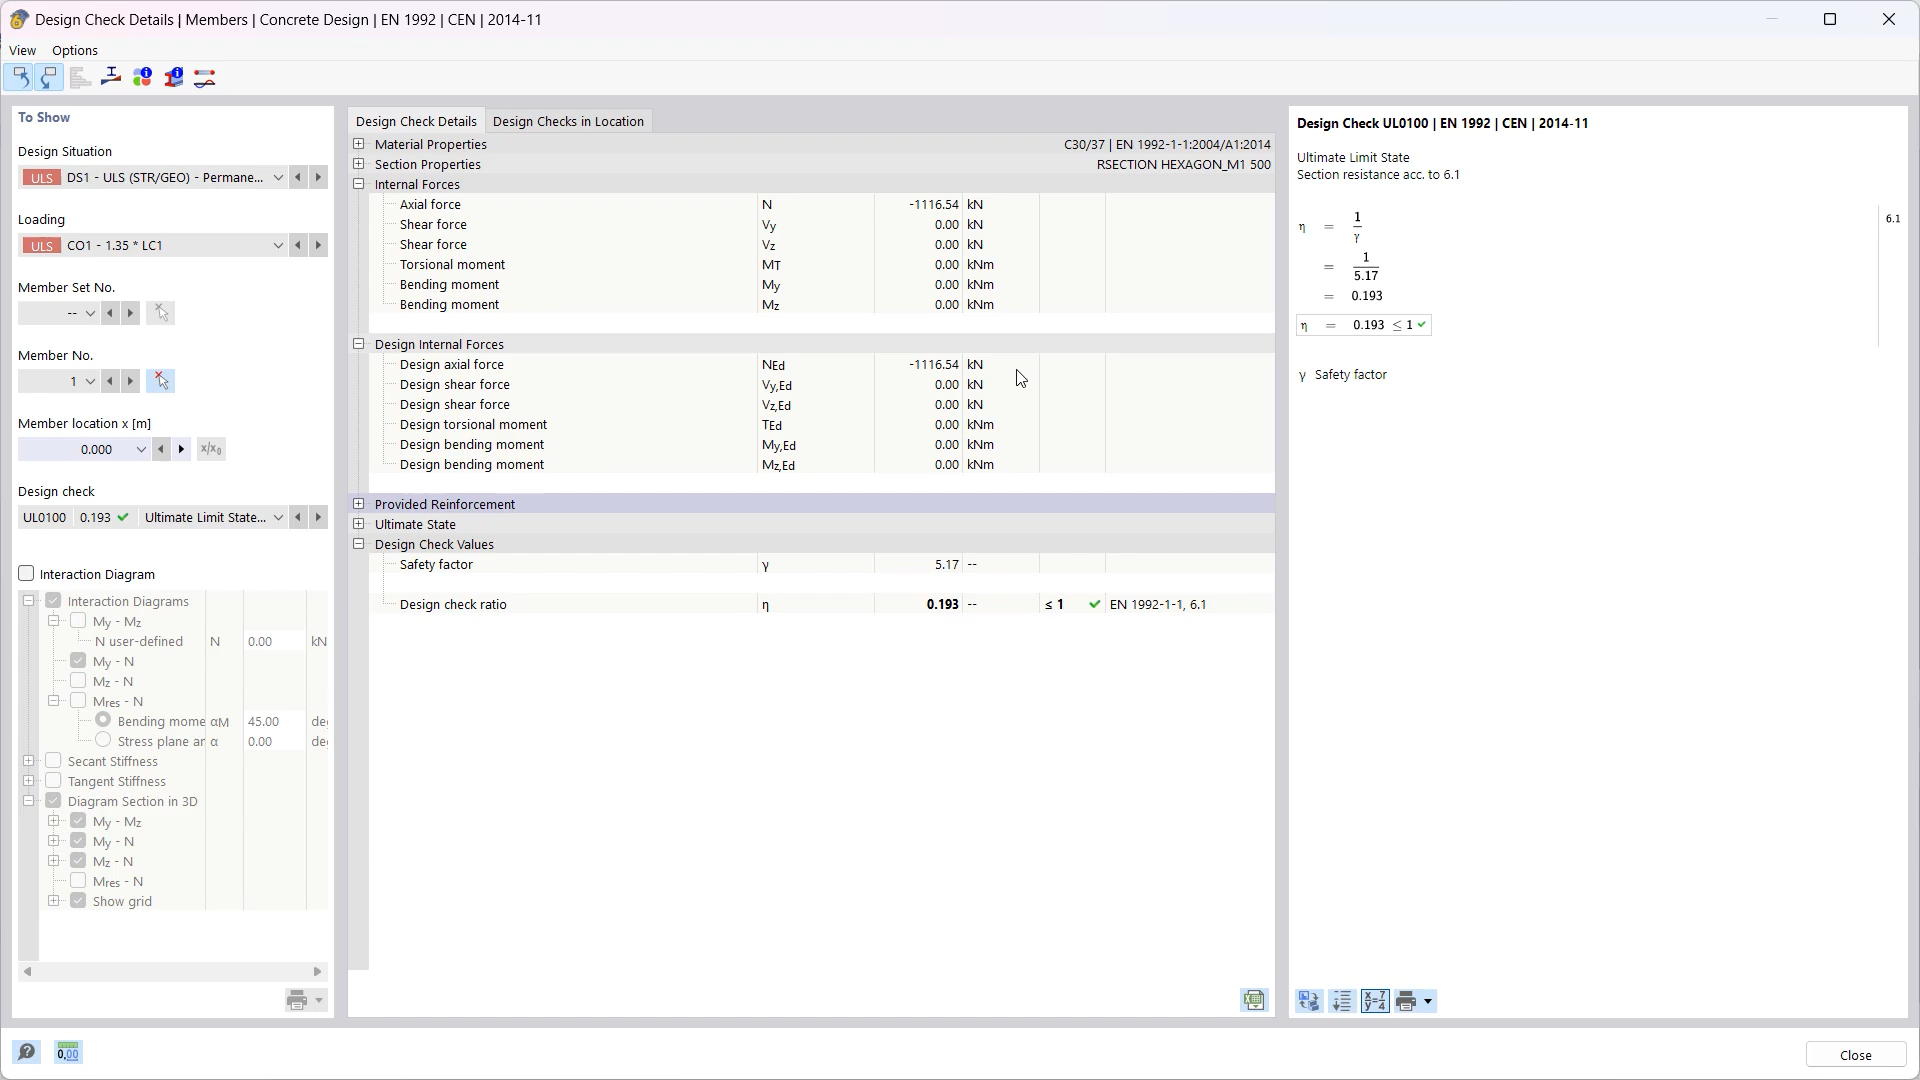 Design Check Details | Members | Concrete Design | EN 1992 | CEN | 2014-11
View Options
To Show
Design Situation
ULS DS1 - ULS (STR/GEO) - Permane...
Loading
ULS CO1 - 1.35 * LC1
Member Set No.
--
Member No.
1
Member location x [m]
0.000 x/x0
Design check
UL0100 0.193 Ultimate Limit State...
Interaction Diagram
Interaction Diagrams
My - Mz
N user-defined N 0.00 kN
My - N
Mz - N
Mres - N
Bending mome αM 45.00 de
Stress plane ar α 0.00 de
Secant Stiffness
Tangent Stiffness
Diagram Section in 3D
My - Mz
My - N
Mz - N
Mres - N
Show grid
Design Check Details Design Checks in Location
Material Properties C30/37 | EN 1992-1-1:2004/A1:2014
Section Properties RSECTION HEXAGON_M1 500
Internal Forces
Axial force N -1116.54 kN
Shear force Vy 0.00 kN
Shear force Vz 0.00 kN
Torsional moment MT 0.00 kNm
Bending moment My 0.00 kNm
Bending moment Mz 0.00 kNm
Design Internal Forces
Design axial force NEd -1116.54 kN
Design shear force Vy,Ed 0.00 kN
Design shear force Vz,Ed 0.00 kN
Design torsional moment TEd 0.00 kNm
Design bending moment My,Ed 0.00 kNm
Design bending moment Mz,Ed 0.00 kNm
Provided Reinforcement
Ultimate State
Design Check Values
Safety factor γ 5.17 --
Design check ratio η 0.193 -- ≤ 1 EN 1992-1-1, 6.1
Design Check UL0100 | EN 1992 | CEN | 2014-11
Ultimate Limit State
Section resistance acc. to 6.1
η = 1/γ 6.1
= 1/5.17
= 0.193
η = 0.193 ≤ 1
γ Safety factor
x/y=7/4
0,00
Close